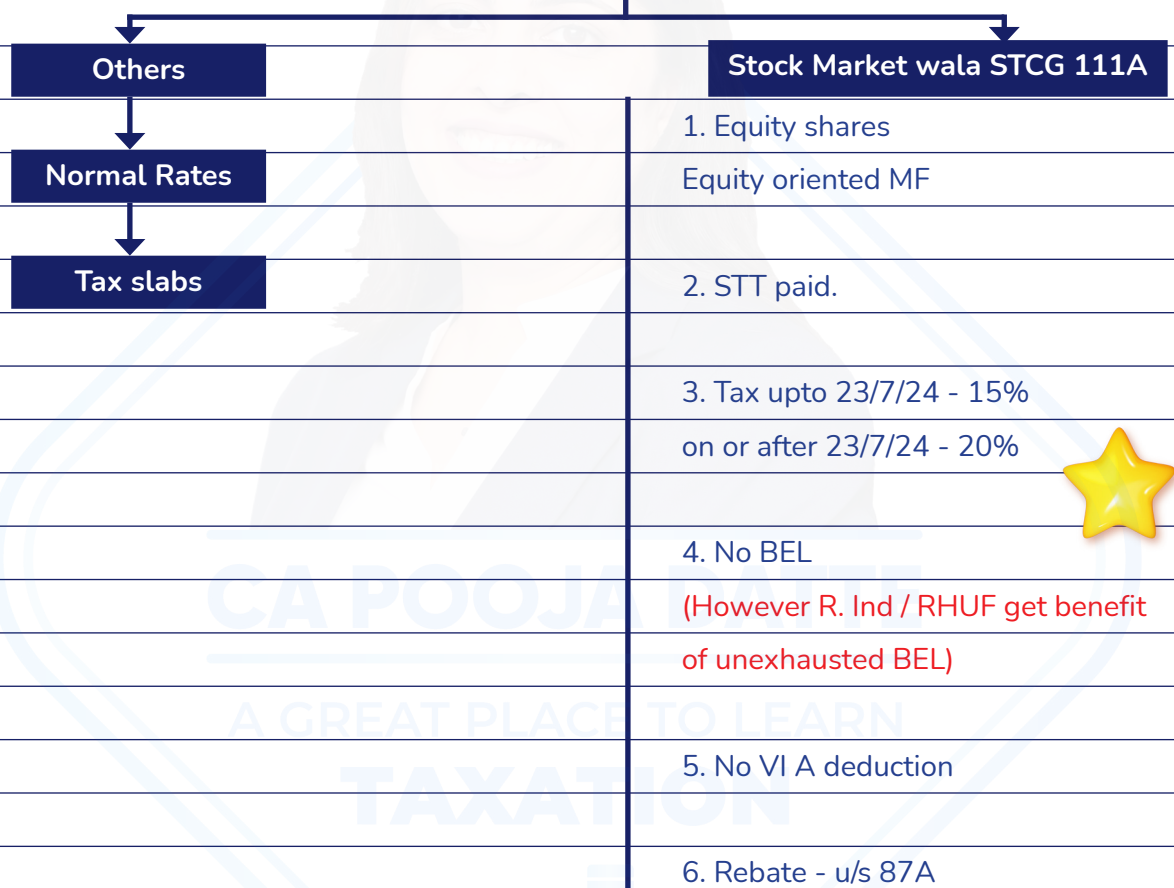 Others
Normal Rates
Tax slabs
Stock Market wala STCG 111A
1. Equity shares
Equity oriented MF
2. STT paid.
3. Tax upto 23/7/24 - 15%
on or after 23/7/24 - 20%
4. No BEL
(However R. Ind / RHUF get benefit
of unexhausted BEL)
5. No VI A deduction
6. Rebate - u/s 87A
CA POOJA DATTE
A GREAT PLACE TO LEARN
TAXATION